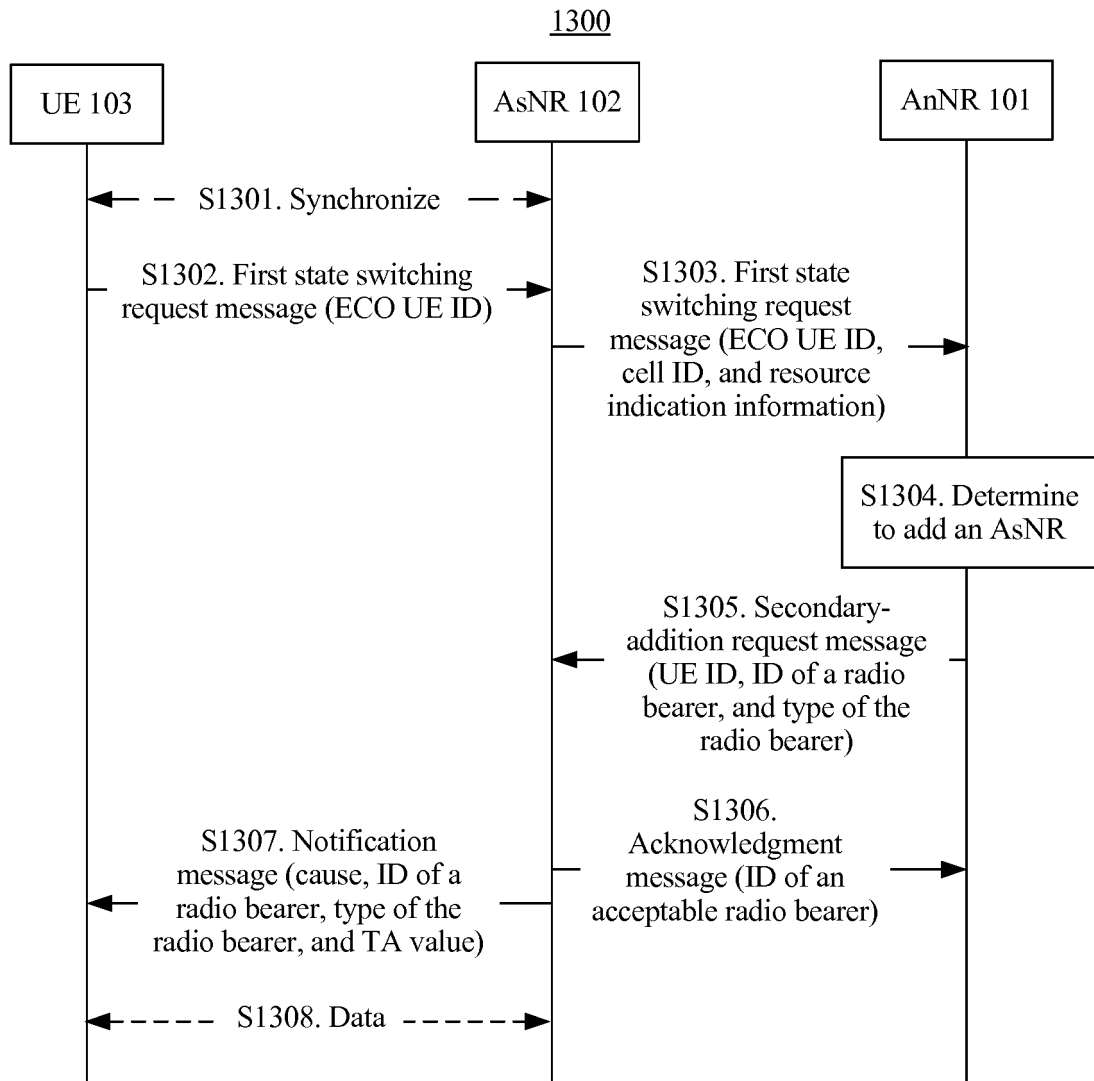 1300
UE 103
AsNR 102
AnNR 101
S1301. Synchronize
S1302. First state switching
request message (ECO UE ID)
S1303. First state
switching request
message (ECO UE ID,
cell ID, and resource
indication information)
S1304. Determine
to add an AsNR
S1305. Secondary-
addition request message
(UE ID, ID of a radio
bearer, and type of the
radio bearer)
S1306.
Acknowledgment
message (ID of an
acceptable radio bearer)
S1307. Notification
message (cause, ID of a
radio bearer, type of the
radio bearer, and TA value)
S1308. Data